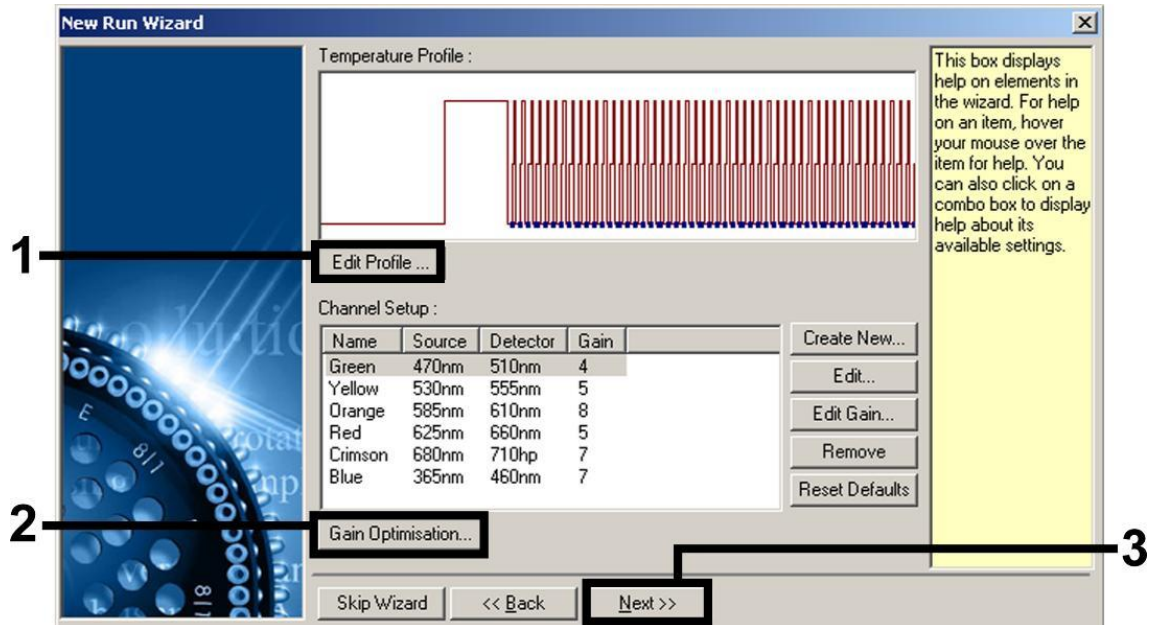 New Run Wizard
Temperature Profile :
1
Edit Profile ...
Channel Setup :
Name Source Detector Gain
Green 470nm 510nm 4
Yellow 530nm 555nm 5
Orange 585nm 610nm 8
Red 625nm 660nm 5
Crimson 680nm 710hp 7
Blue 365nm 460nm 7
Create New...
Edit...
Edit Gain...
Remove
Reset Defaults
2
Gain Optimisation...
3
Skip Wizard
<< Back
Next >>
This box displays
help on elements in
the wizard. For help
on an item, hover
your mouse over the
item for help. You
can also click on a
combo box to display
help about its
available settings.
E
8|1
8|1